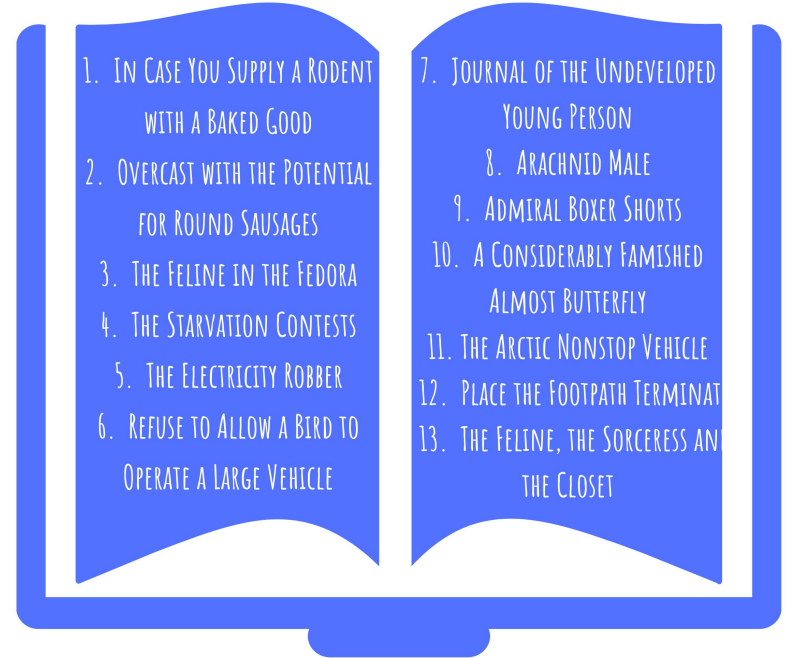 1. In Case You Supply a Rodent
with a Baked Good
2. Overcast with the Potential
for Round Sausages
3. The Feline in the Fedora
4. The Starvation Contests
5. The Electricity Robber
6. Refuse to Allow a Bird to
Operate a Large Vehicle
7. Journal of the Undeveloped
Young Person
8. Arachnid Male
9. Admiral Boxer Shorts
10. A Considerably Famished
Almost Butterfly
11. The Arctic Nonstop Vehicle
12. Place the Footpath Terminat
13. The Feline, the Sorceress an
the Closet